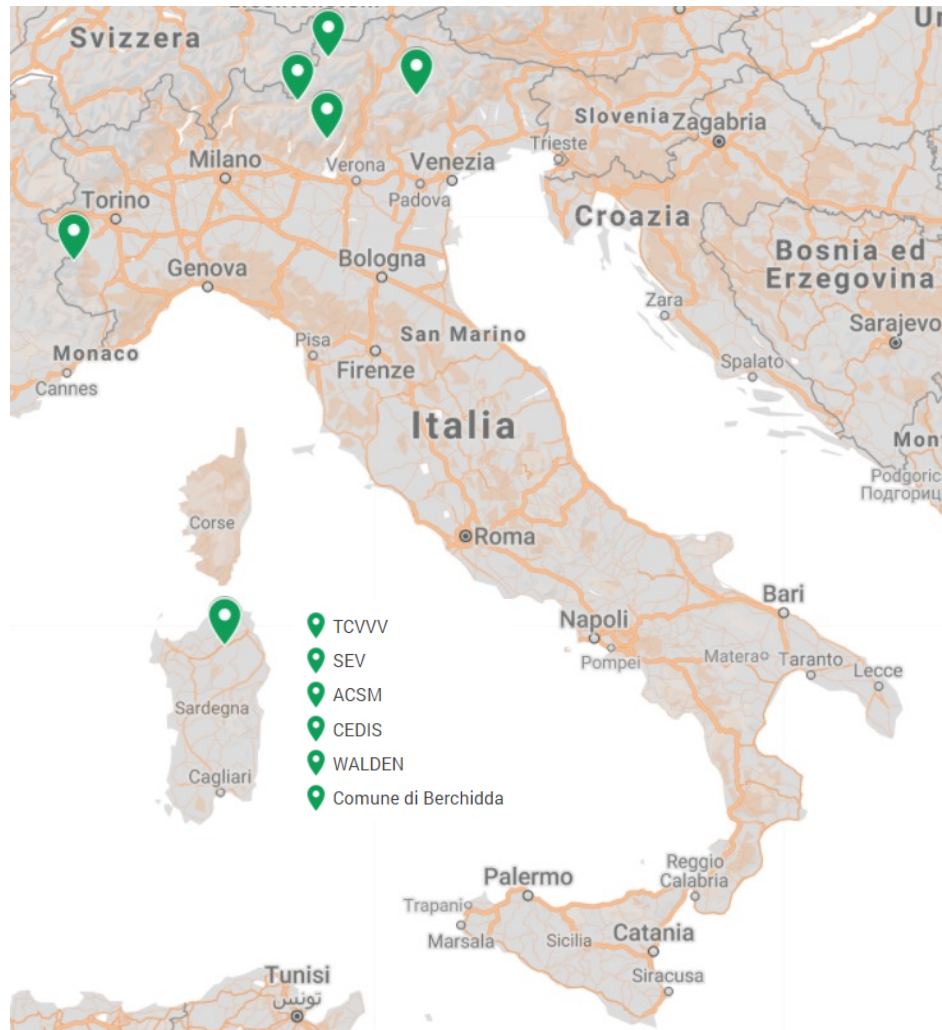 Svizzera
Slovenia
Zagabria
Trieste
Milano
Verona
Venezia
Padova
Torino
Croazia
Bosnia ed
Erzegovina
Genova
Bologna
Zara
Sarajevo
San Marino
Pisa
Monaco
Firenze
Cannes
Spalato
Italia
Mont
Podgoric
Подгориц
Corse
Roma
Bari
Napoli
Pompei
Matera
Taranto
Lecce
TCVVV
SEV
ACSM
CEDIS
WALDEN
Comune di Berchidda
Sardegna
Cagliari
Reggio
Calabria
Palermo
Trapani
Marsala
Sicilia
Catania
Siracusa
Tunisi
تونس